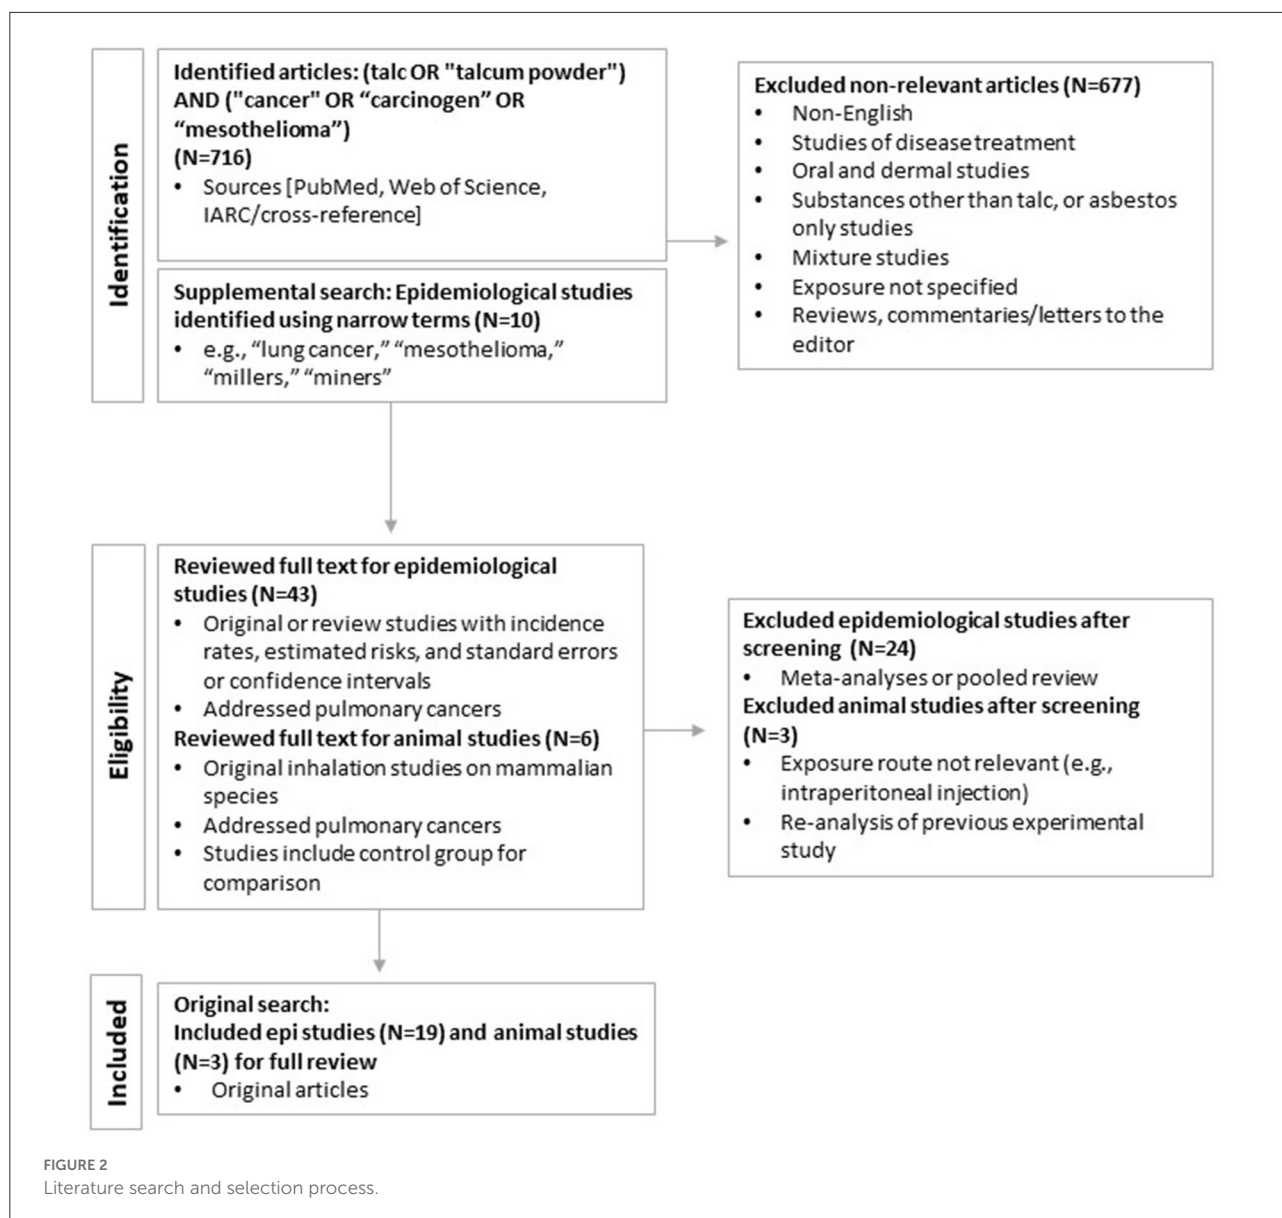 Identification
Identified articles: (talc OR "talcum powder")
AND ("cancer" OR “carcinogen” OR
“mesothelioma”)
(N=716)
• Sources [PubMed, Web of Science,
IARC/cross-reference]
Supplemental search: Epidemiological studies
identified using narrow terms (N=10)
• e.g., “lung cancer,” “mesothelioma,”
“millers,” “miners”
Excluded non-relevant articles (N=677)
• Non-English
• Studies of disease treatment
• Oral and dermal studies
• Substances other than talc, or asbestos
only studies
• Mixture studies
• Exposure not specified
• Reviews, commentaries/letters to the
editor
Eligibility
Reviewed full text for epidemiological
studies (N=43)
• Original or review studies with incidence
rates, estimated risks, and standard errors
or confidence intervals
• Addressed pulmonary cancers
Reviewed full text for animal studies (N=6)
• Original inhalation studies on mammalian
species
• Addressed pulmonary cancers
• Studies include control group for
comparison
Excluded epidemiological studies after
screening (N=24)
• Meta-analyses or pooled review
Excluded animal studies after screening
(N=3)
• Exposure route not relevant (e.g.,
intraperitoneal injection)
• Re-analysis of previous experimental
study
Included
Original search:
Included epi studies (N=19) and animal studies
(N=3) for full review
• Original articles
FIGURE 2
Literature search and selection process.